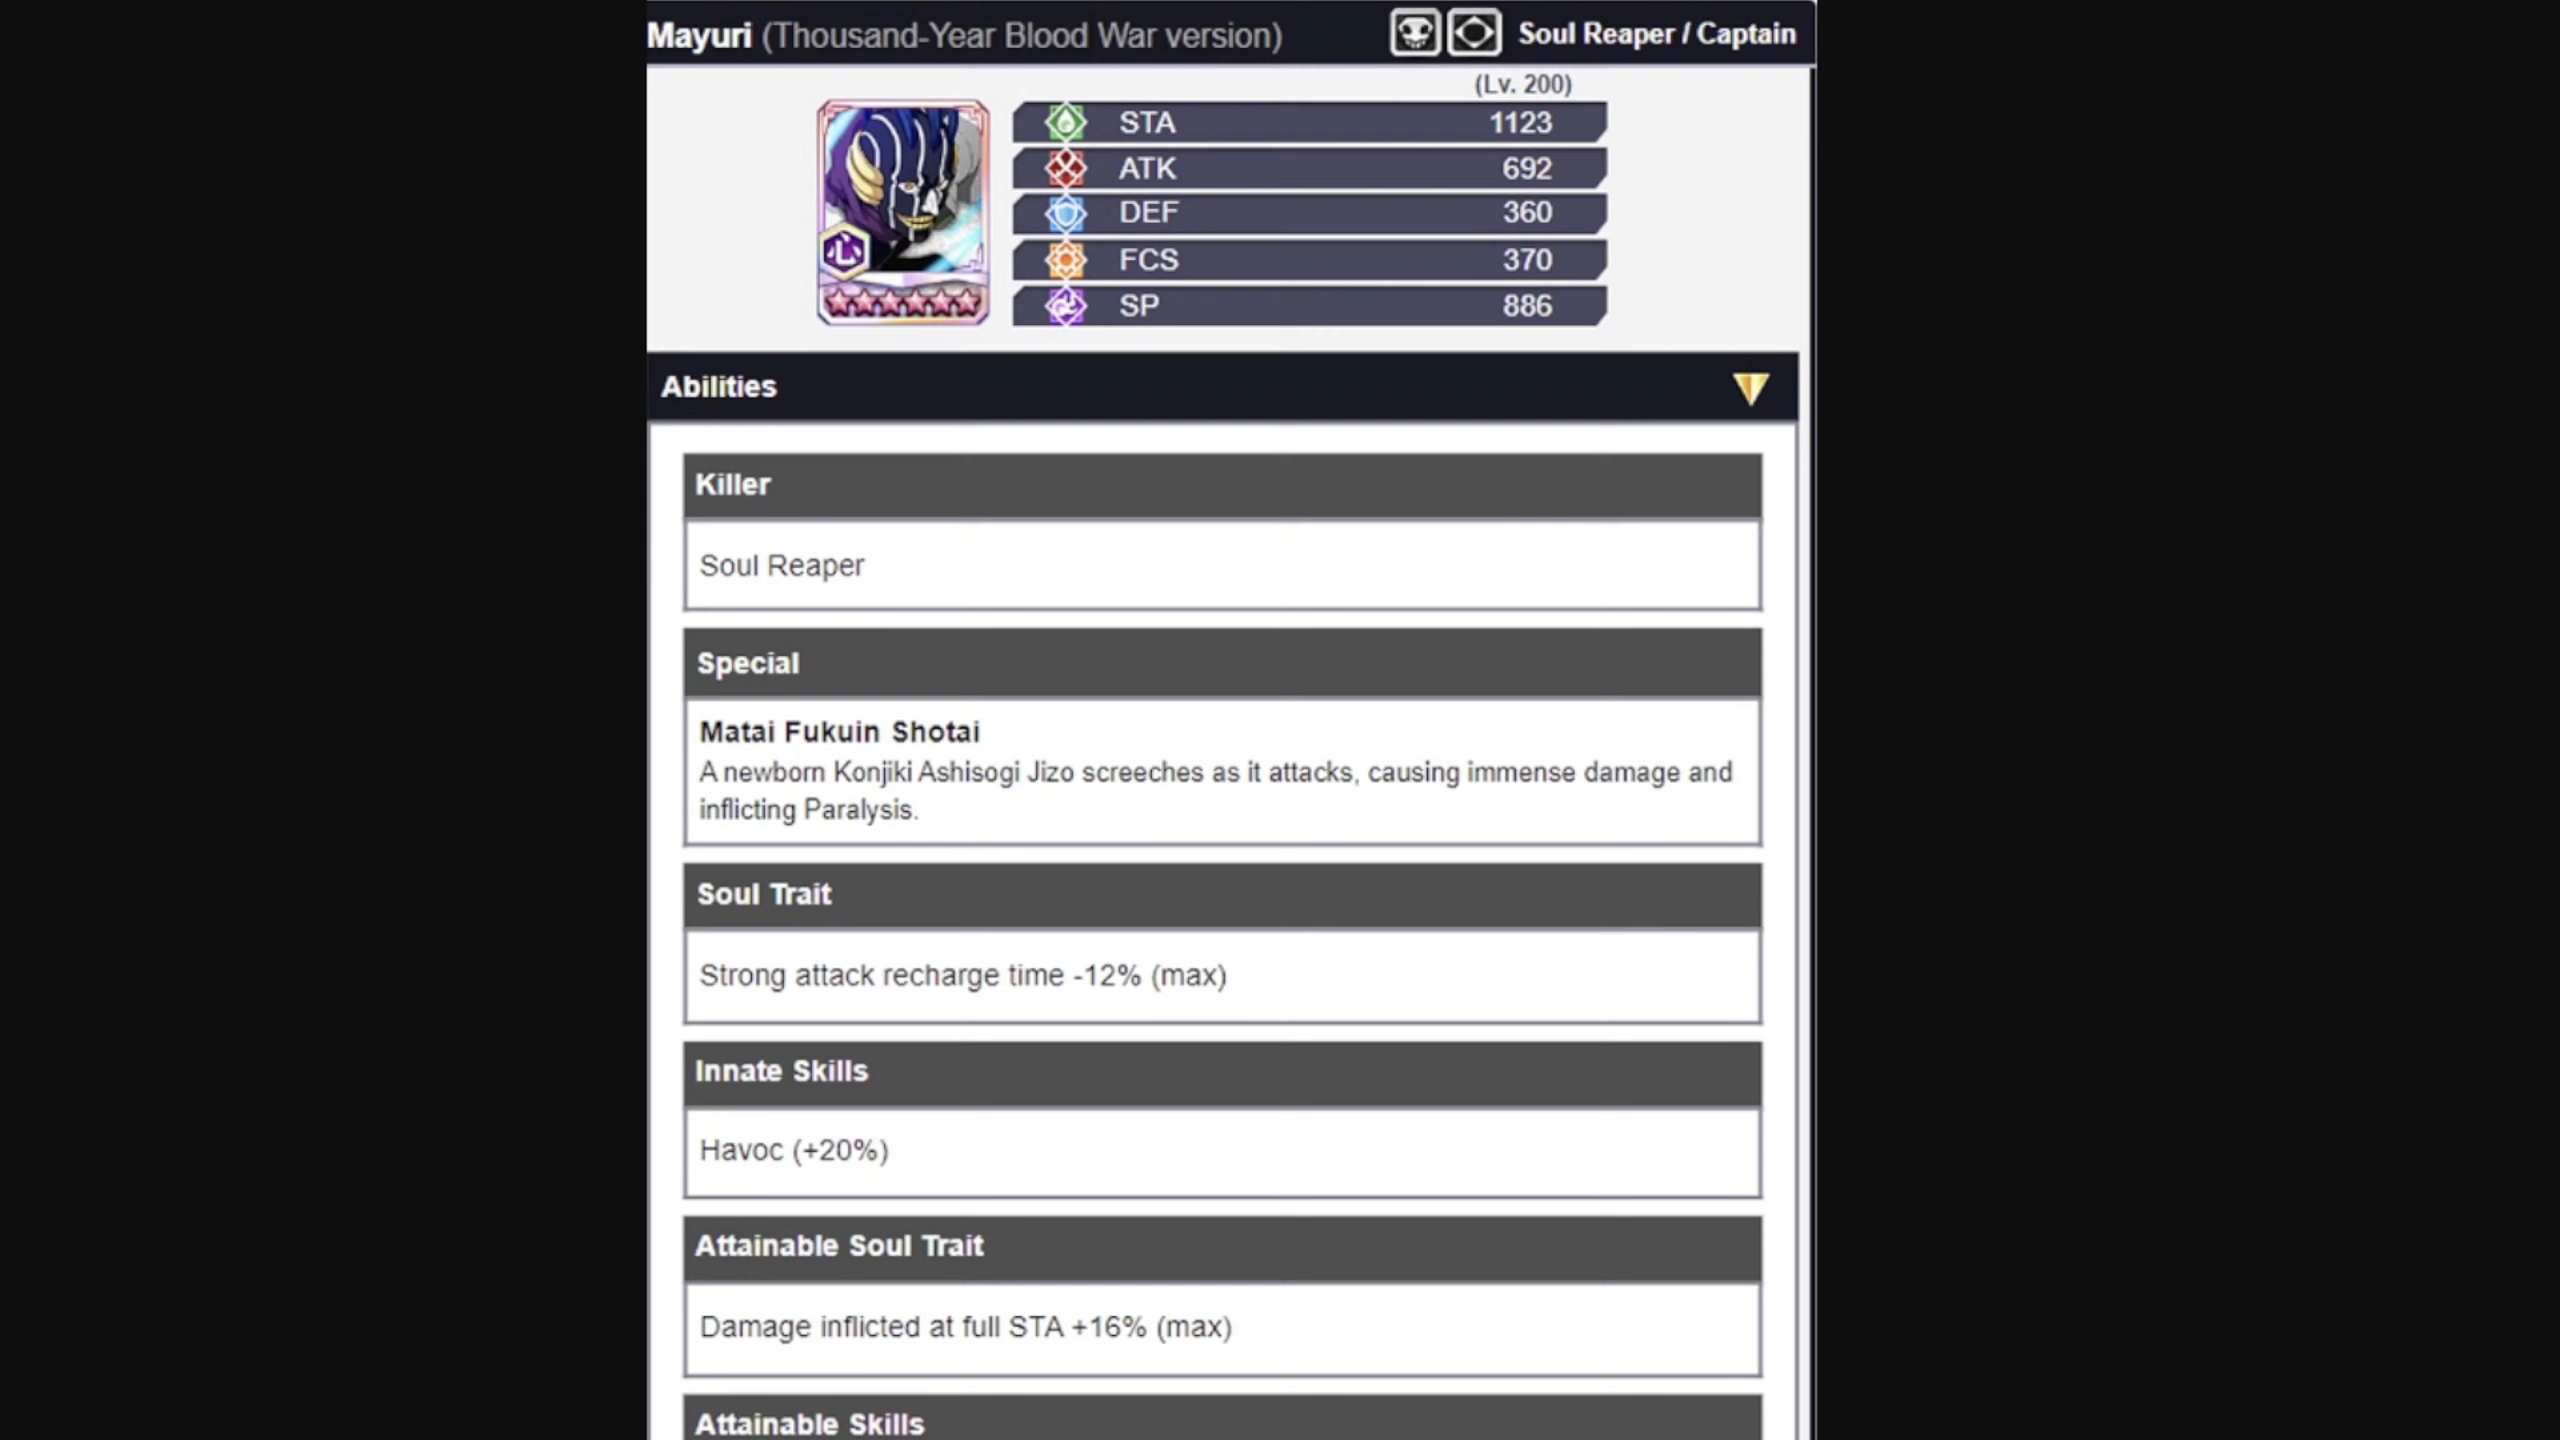 Mayuri (Thousand-Year Blood War version) Soul Reaper / Captain
(Lv. 200)
STA 1123
ATK 692
DEF 360
FCS 370
SP 886
心
Abilities
Killer
Soul Reaper
Special
Matai Fukuin Shotai
A newborn Konjiki Ashisogi Jizo screeches as it attacks, causing immense damage and
inflicting Paralysis.
Soul Trait
Strong attack recharge time -12% (max)
Innate Skills
Havoc (+20%)
Attainable Soul Trait
Damage inflicted at full STA +16% (max)
Attainable Skills